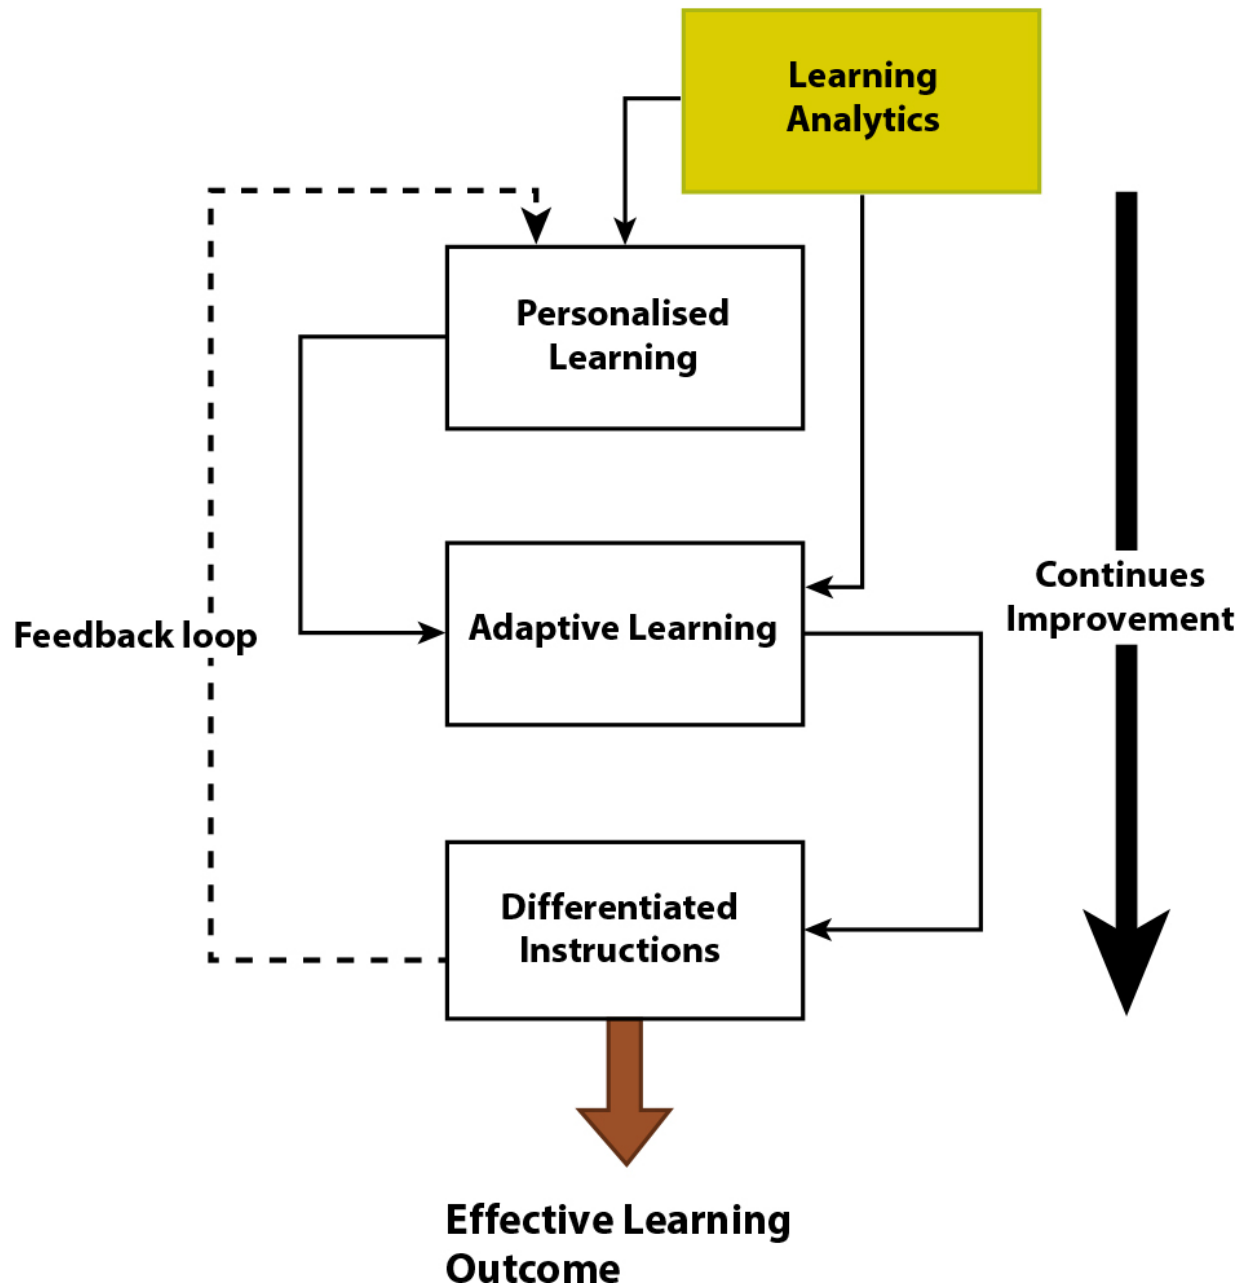 Learning
Analytics
Personalised
Learning
Continues
Improvement
Adaptive Learning
Feedback loop
Differentiated
Instructions
Effective Learning
Outcome